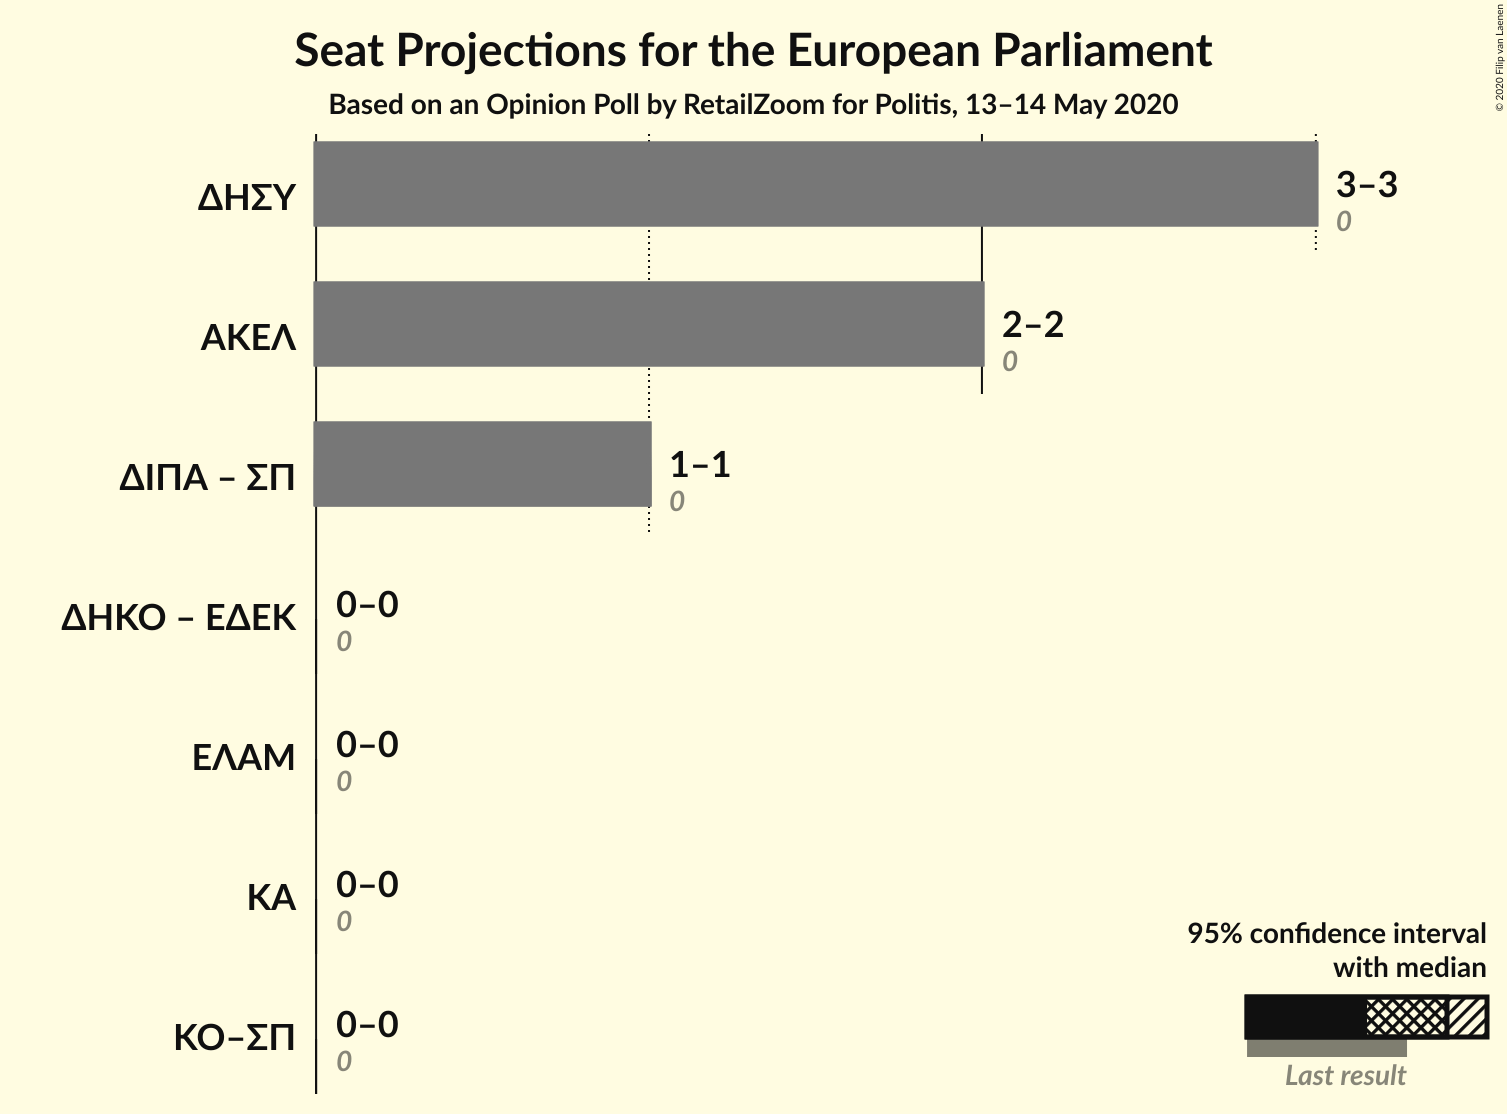 Seat Projections for the European Parliament
Based on an Opinion Poll by RetailZoom for Politis, 13–14 May 2020
© 2020 Filip van Laenen
ΔΗΣΥ
3–3
0
ΑΚΕΛ
2–2
0
ΔΙΠΑ – ΣΠ
1–1
0
ΔΗΚΟ – ΕΔΕΚ
0–0
0
ΕΛΑΜ
0–0
0
ΚΑ
0–0
0
ΚΟ–ΣΠ
0–0
0
95% confidence interval
with median
Last result